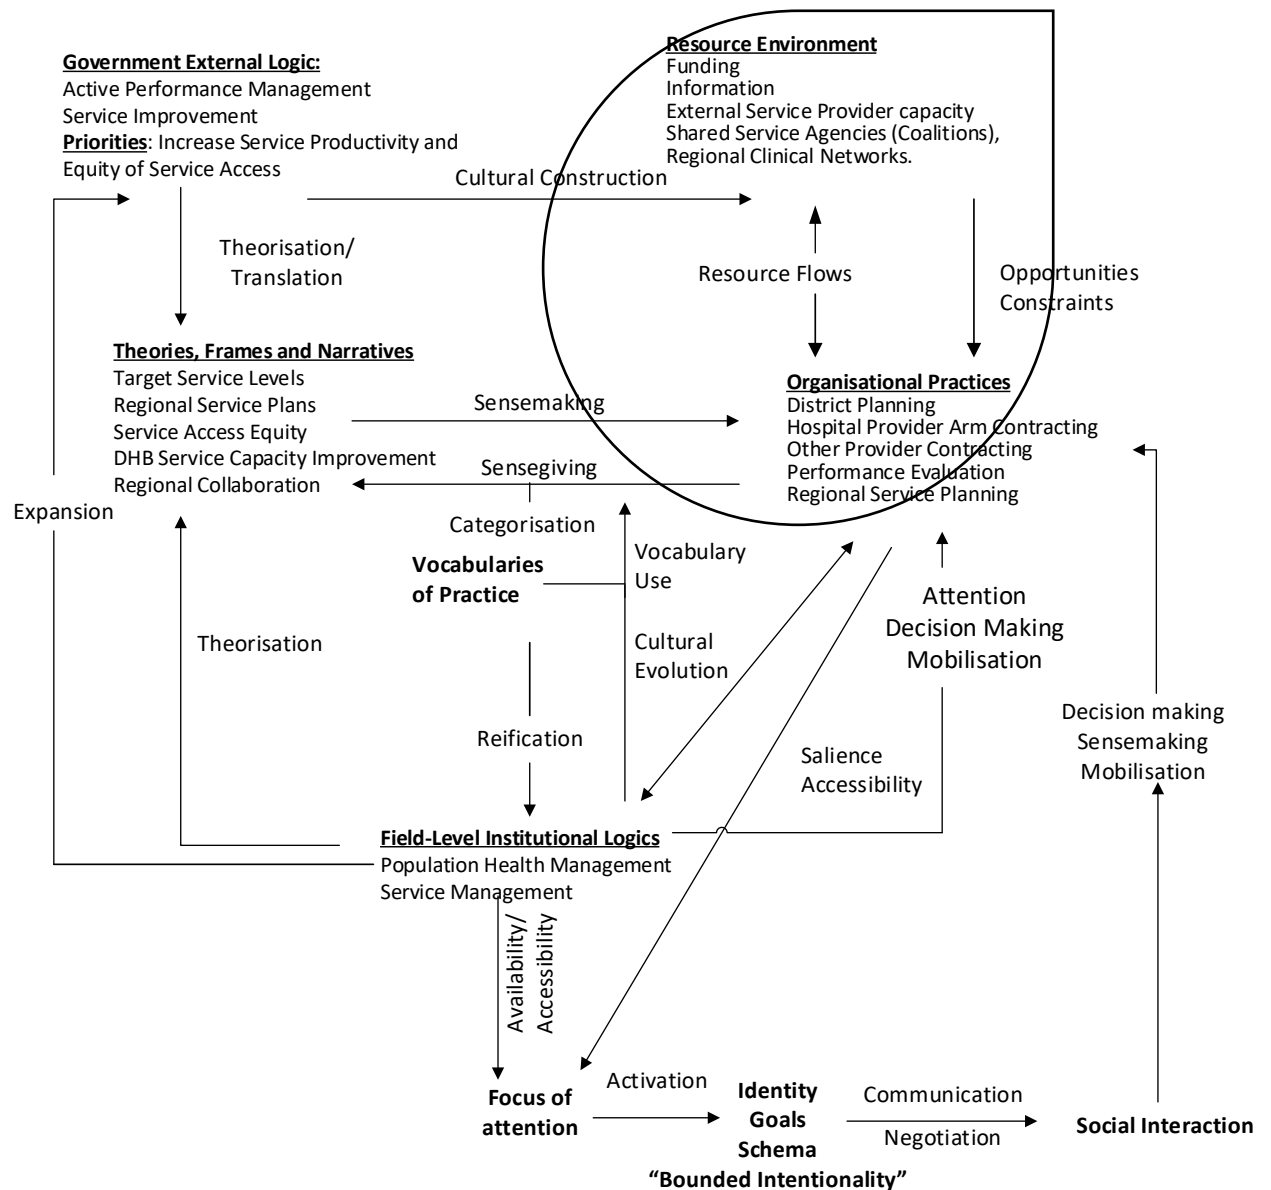 Government External Logic:
Active Performance Management
Service Improvement
Priorities: Increase Service Productivity and
Equity of Service Access
Resource Environment
Funding
Information
External Service Provider capacity
Shared Service Agencies (Coalitions),
Regional Clinical Networks.
Cultural Construction
Theorisation/
Translation
Resource Flows
Opportunities
Constraints
Theories, Frames and Narratives
Target Service Levels
Regional Service Plans
Service Access Equity
DHB Service Capacity Improvement
Regional Collaboration
Sensemaking
Sensegiving
Organisational Practices
District Planning
Hospital Provider Arm Contracting
Other Provider Contracting
Performance Evaluation
Regional Service Planning
Expansion
Categorisation
Vocabularies
of Practice
Vocabulary
Use
Attention
Decision Making
Mobilisation
Theorisation
Cultural
Evolution
Reification
Salience
Accessibility
Decision making
Sensemaking
Mobilisation
Field-Level Institutional Logics
Population Health Management
Service Management
Availability/
Accessibility
Focus of
attention
Activation
Identity
Goals
Schema
“Bounded Intentionality”
Communication
Negotiation
Social Interaction